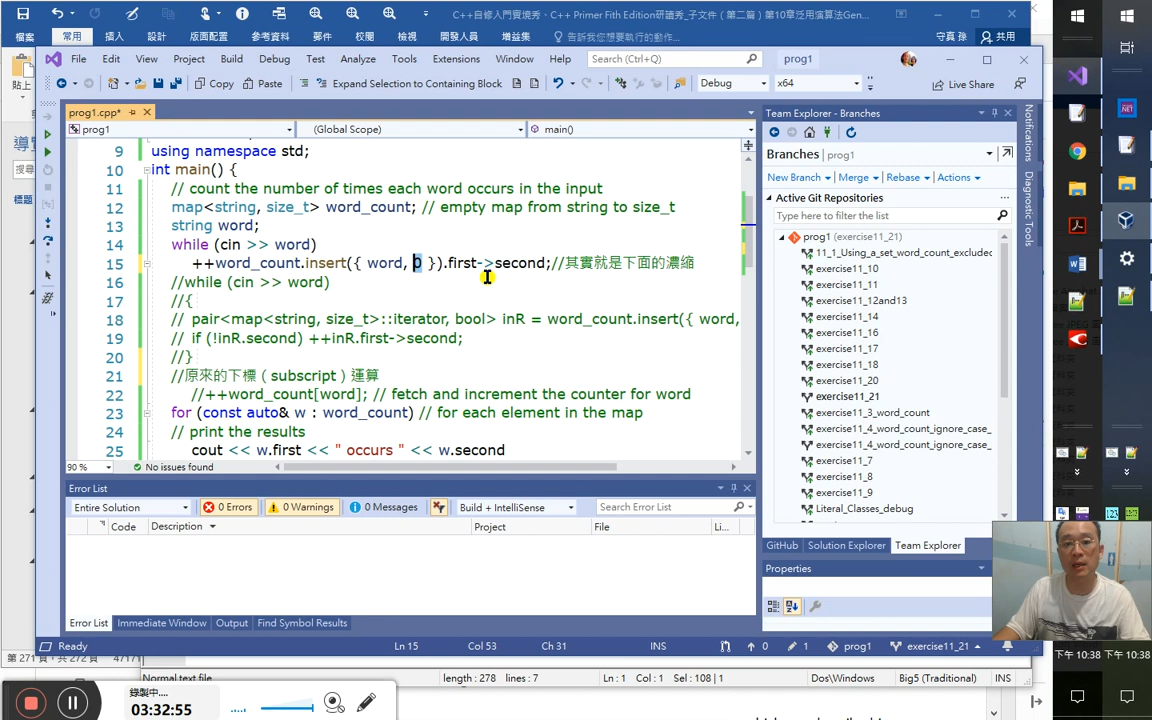 C++自修入門實境秀、C++ Primer Fith Edition研讀秀_子文件（第二篇）第10章泛用演算法Gen...
檔案 常用 插入 設計 版面配置 參考資料 郵件 校閱 檢視 開發人員 增益集 告訴我您想要執行的動作... 守真 孫 共用
File Edit View Project Build Debug Test Analyze Tools Extensions Window Help Search (Ctrl+Q) prog1
貼上
Copy Paste Expand Selection to Containing Block Debug x64 Live Share
prog1.cpp*
prog1 (Global Scope) main()
9 using namespace std;
10 int main() {
11 // count the number of times each word occurs in the input
12 map<string, size_t> word_count; // empty map from string to size_t
13 string word;
14 while (cin >> word)
15 ++word_count.insert({ word, 0 }).first->second;//其實就是下面的濃縮
16 //while (cin >> word)
17 //{
18 // pair<map<string, size_t>::iterator, bool> inR = word_count.insert({ word,
19 // if (!inR.second) ++inR.first->second;
20 //}
21 //原來的下標（subscript）運算
22 //++word_count[word]; // fetch and increment the counter for word
23 for (const auto& w : word_count) // for each element in the map
24 // print the results
25 cout << w.first << " occurs " << w.second
90 % No issues found
Error List
Entire Solution 0 Errors 0 Warnings 0 Messages Build + IntelliSense Search Error List
Code Description Project File Li...
Error List Immediate Window Output Find Symbol Results
Team Explorer - Branches
Branches prog1
New Branch Merge Rebase Actions
Active Git Repositories
Type here to filter the list
prog1 (exercise11_21)
11_1_Using_a_set_word_count_excluded
exercise11_10
exercise11_11
exercise11_12and13
exercise11_14
exercise11_16
exercise11_17
exercise11_18
exercise11_20
exercise11_21
exercise11_3_word_count
exercise11_4_word_count_ignore_case_
exercise11_4_word_count_ignore_case_
exercise11_7
exercise11_8
exercise11_9
Literal_Classes_debug
GitHub Solution Explorer Team Explorer
Properties
Notifications
Diagnostic Tools
Ready Ln 15 Col 53 Ch 31 INS 0 1 prog1 exercise11_21
Normal text file length : 278 lines : 7 Ln : 1 Col : 1 Sel : 108 | 1 Dos\Windows Big5 (Traditional) INS
錄製中....
03:32:55
下午 10:38 下午 10:38